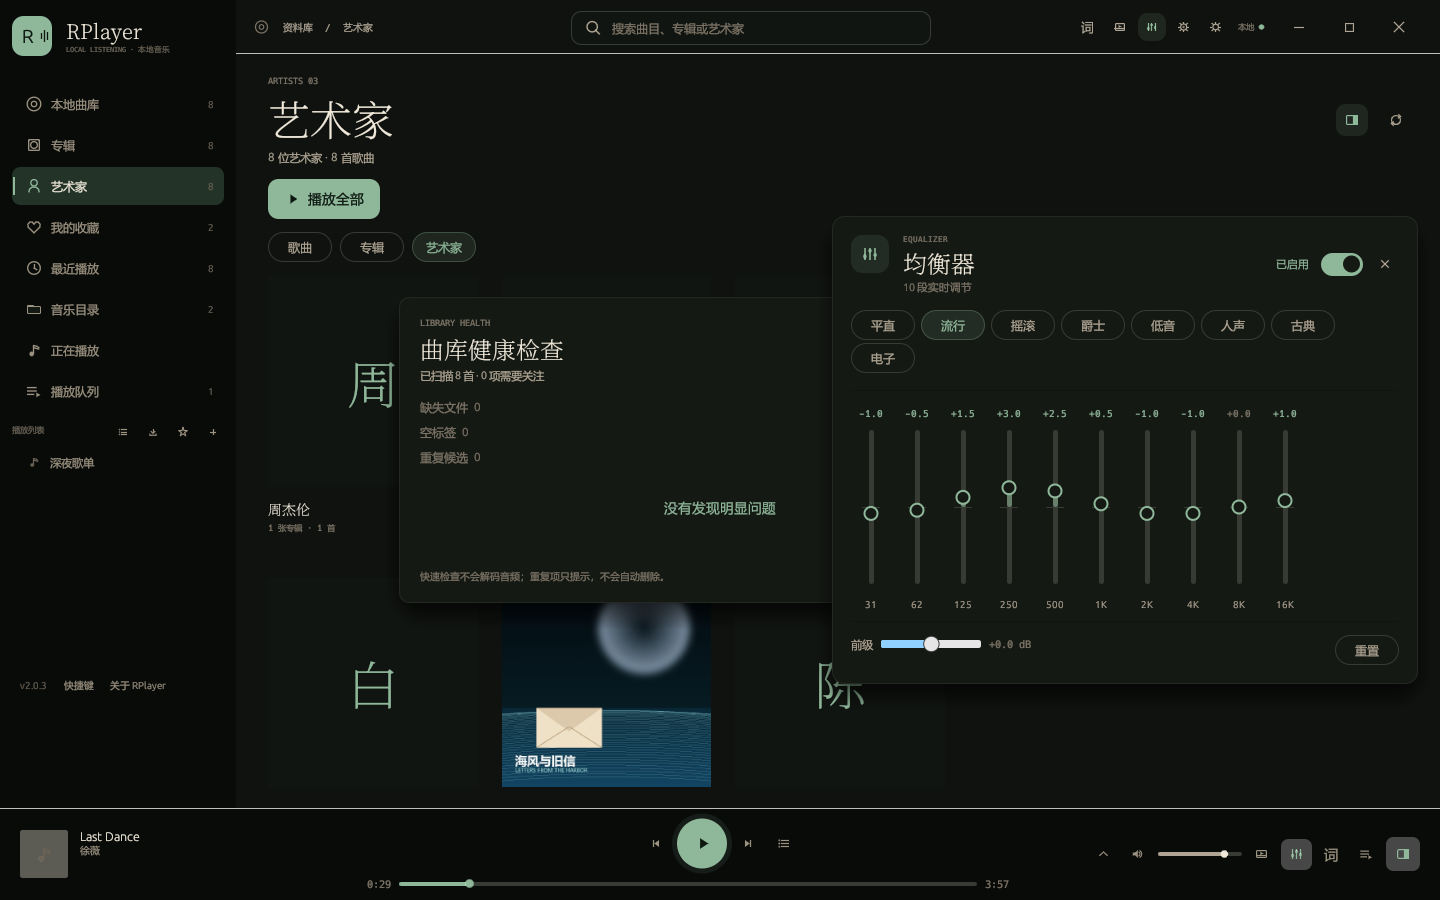 RPlayer
LOCAL LISTENING · 本地音乐
本地曲库 8
专辑 8
艺术家 8
我的收藏 2
最近播放 8
音乐目录 2
正在播放
播放队列 1
播放列表
深夜歌单
v2.0.3 快捷键 关于 RPlayer
资料库 / 艺术家
搜索曲目、专辑或艺术家
词
本地
ARTISTS 03
艺术家
8 位艺术家 · 8 首歌曲
播放全部
歌曲 专辑 艺术家
周
周杰伦
1 张专辑 · 1 首
白
海风与旧信
LETTERS FROM THE HARBOR
陈
LIBRARY HEALTH
曲库健康检查
已扫描 8 首 · 0 项需要关注
缺失文件 0
空标签 0
重复候选 0
没有发现明显问题
快速检查不会解码音频；重复项只提示，不会自动删除。
EQUALIZER
均衡器
10 段实时调节
已启用
平直 流行 摇滚 爵士 低音 人声 古典
电子
-1.0 -0.5 +1.5 +3.0 +2.5 +0.5 -1.0 -1.0 +0.0 +1.0
31 62 125 250 500 1K 2K 4K 8K 16K
前级 +0.0 dB
重置
Last Dance
徐薇
0:29 3:57
词